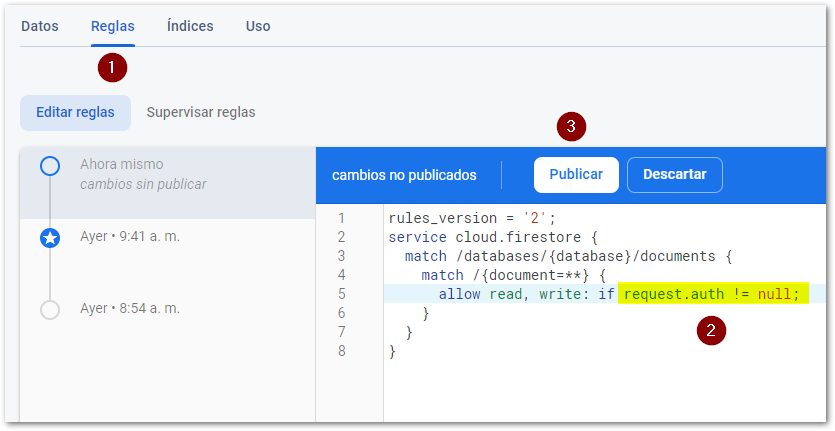 Datos Reglas Índices Uso
1
Editar reglas Supervisar reglas
3
Ahora mismo
cambios sin publicar
Ayer • 9:41 a. m.
Ayer • 8:54 a. m.
cambios no publicados Publicar Descartar
1 rules_version = '2';
2 service cloud.firestore {
3   match /databases/{database}/documents {
4     match /{document=**} {
5       allow read, write: if request.auth != null;
6     }
7   }
8 }
2